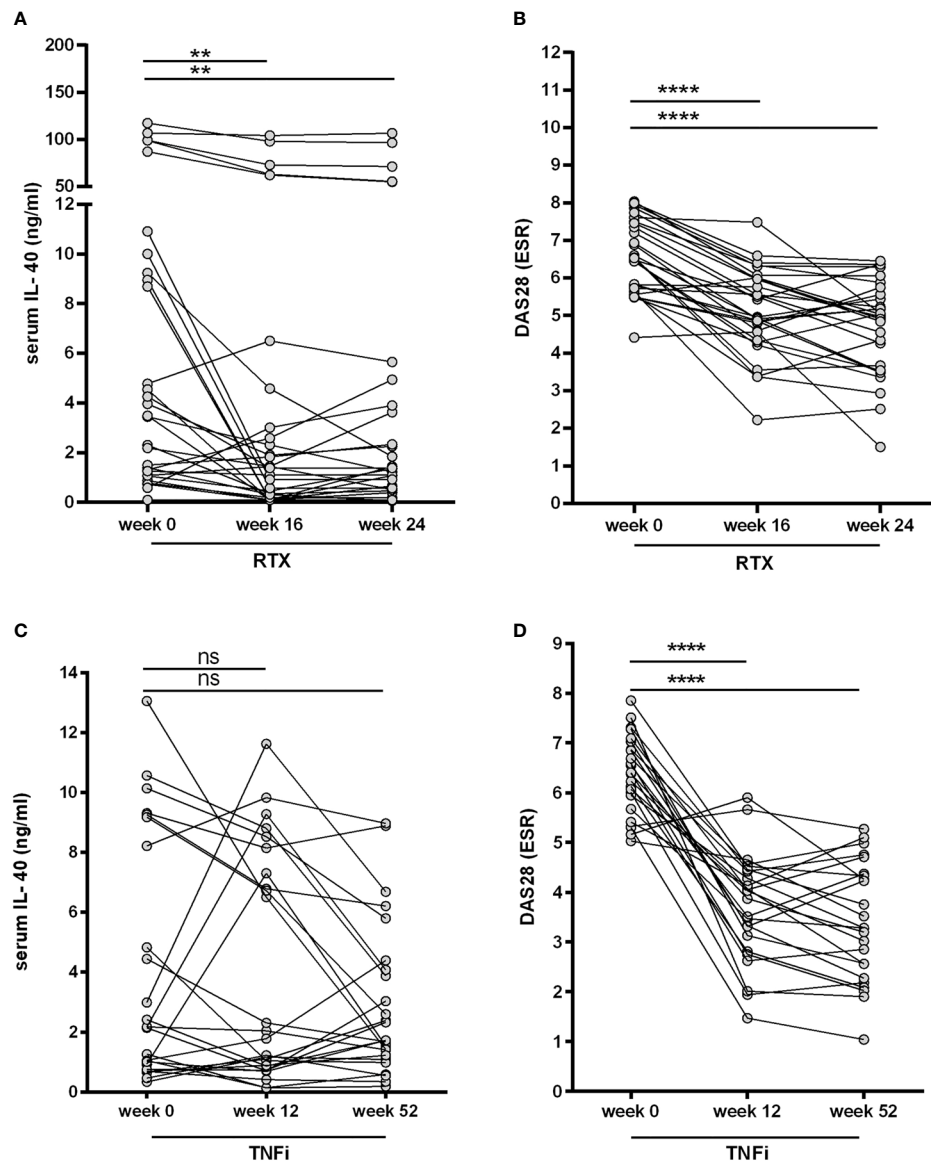 A
serum IL- 40 (ng/ml)
200
150
100
50
12
10
8
6
4
2
0
**
**
week 0 week 16 week 24
RTX
B
DAS28 (ESR)
12
11
10
9
8
7
6
5
4
3
2
1
0
****
****
week 0 week 16 week 24
RTX
C
serum IL- 40 (ng/ml)
14
12
10
8
6
4
2
0
ns
ns
week 0 week 12 week 52
TNFi
D
DAS28 (ESR)
9
8
7
6
5
4
3
2
1
0
****
****
week 0 week 12 week 52
TNFi